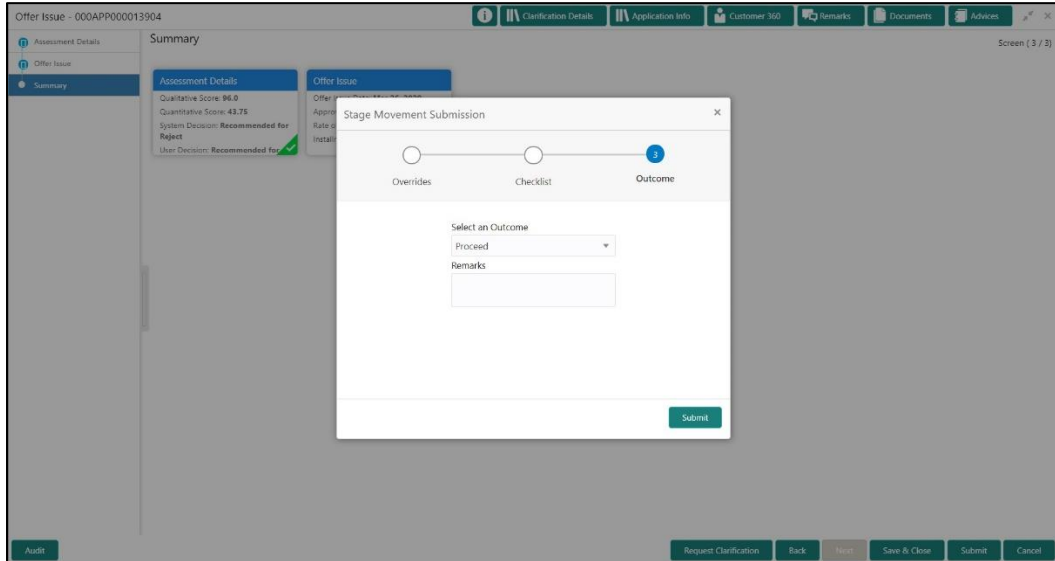 Offer Issue - 000APP000013904
Clarification Details
Application Info
Customer 360
Remarks
Documents
Advices
Assessment Details
Offer Issue
Summary
Summary
Screen ( 3 / 3)
Assessment Details
Qualitative Score: 96.0
Quantitative Score: 43.75
System Decision: Recommended for
Reject
User Decision: Recommended for
Offer Issue
Offer
Rate
Stage Movement Submission
3
Overrides
Checklist
Outcome
Select an Outcome
Proceed
Remarks
Submit
Audit
Request Clarification
Back
Next
Save & Close
Submit
Cancel